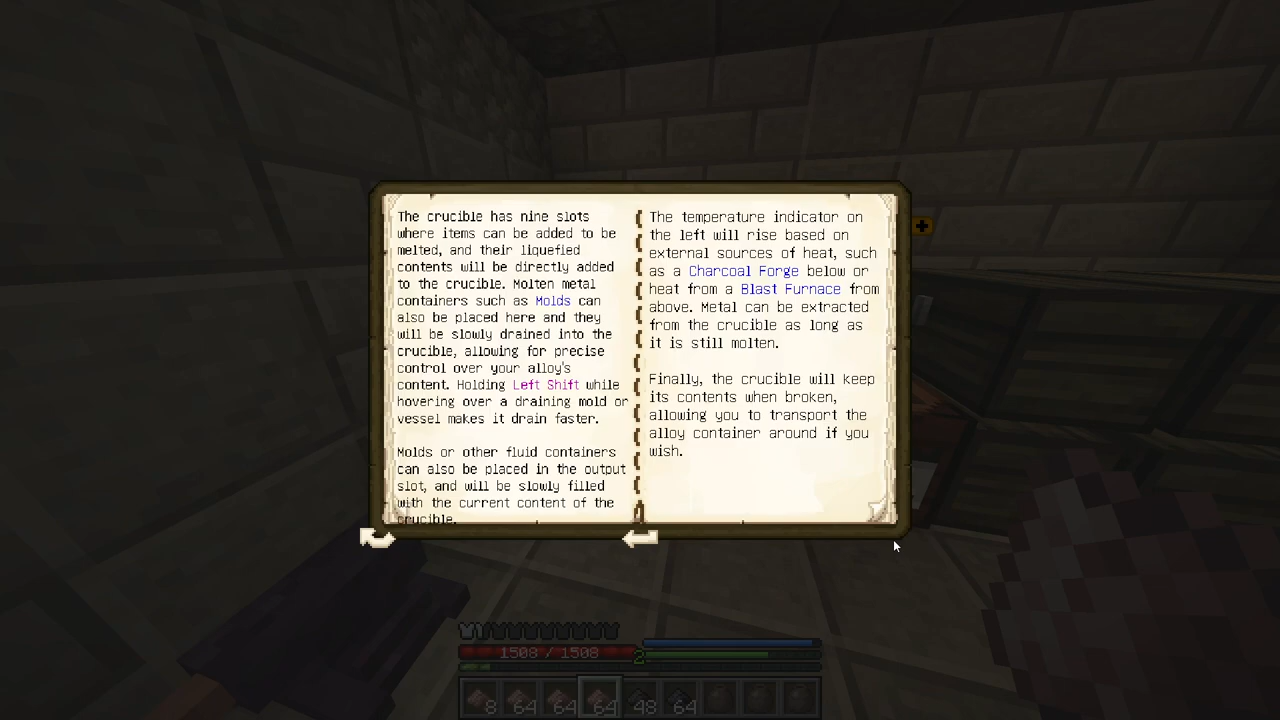 The crucible has nine slots
where items can be added to be
melted, and their liquefied
contents will be directly added
to the crucible. Molten metal
containers such as Molds can
also be placed here and they
will be slowly drained into the
crucible, allowing for precise
control over your alloy's
content. Holding Left Shift while
hovering over a draining mold or
vessel makes it drain faster.
Molds or other fluid containers
can also be placed in the output
slot, and will be slowly filled
with the current content of the
crucible.
The temperature indicator on
the left will rise based on
external sources of heat, such
as a Charcoal Forge below or
heat from a Blast Furnace from
above. Metal can be extracted
from the crucible as long as
it is still molten.
Finally, the crucible will keep
its contents when broken,
allowing you to transport the
alloy container around if you
wish.
1508 / 1508
2
8 64 64 64 48 64